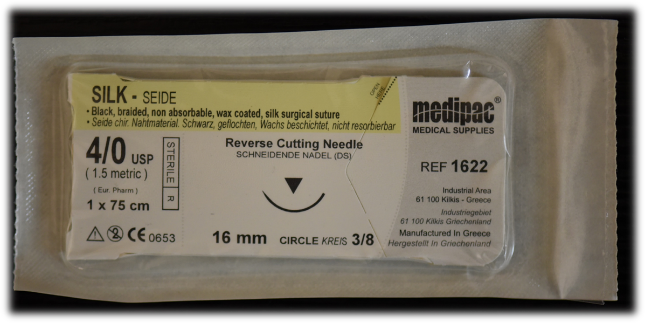 SILK - SEIDE
• Black, braided, non absorbable, wax coated, silk surgical suture
• Seide chir. Nahtmaterial. Schwarz, geflochten, Wachs beschichtet, nicht resorbierbar
OPEN
4/0 USP
(1.5 metric)
(Eur. Pharm)
1 x 75 cm
STERILE R
2
CE 0653
Reverse Cutting Needle
SCHNEIDENDE NADEL (DS)
16 mm CIRCLE KREIS 3/8
medipac®
MEDICAL SUPPLIES
REF 1622
Industrial Area
61 100 Kilkis - Greece
Industriegebiet
61 100 Kilkis Griechenland
Manufactured In Greece
Hergestellt In Griechenland